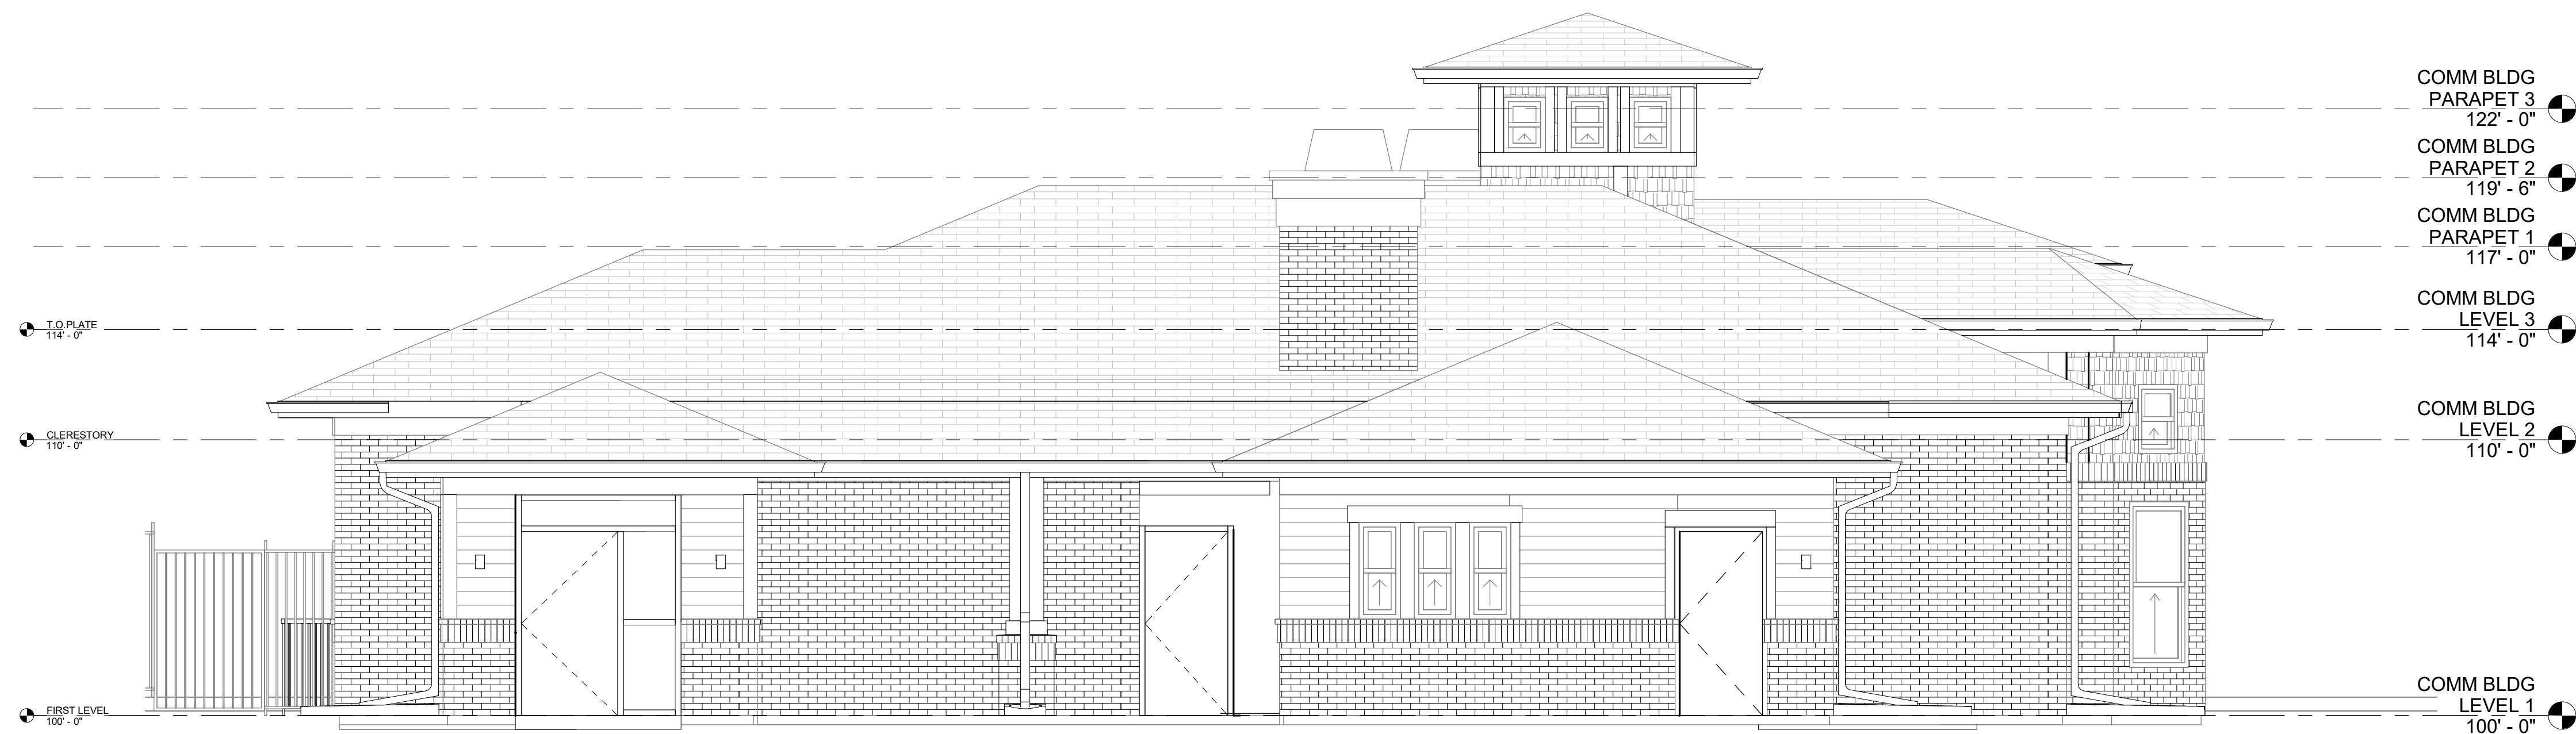 COMM BLDG
PARAPET 3
122' - 0"
COMM BLDG
PARAPET 2
119' - 6"
COMM BLDG
PARAPET 1
117' - 0"
T.O.PLATE
114' - 0"
COMM BLDG
LEVEL 3
114' - 0"
CLERESTORY
110' - 0"
COMM BLDG
LEVEL 2
110' - 0"
FIRST LEVEL
100' - 0"
COMM BLDG
LEVEL 1
100' - 0"